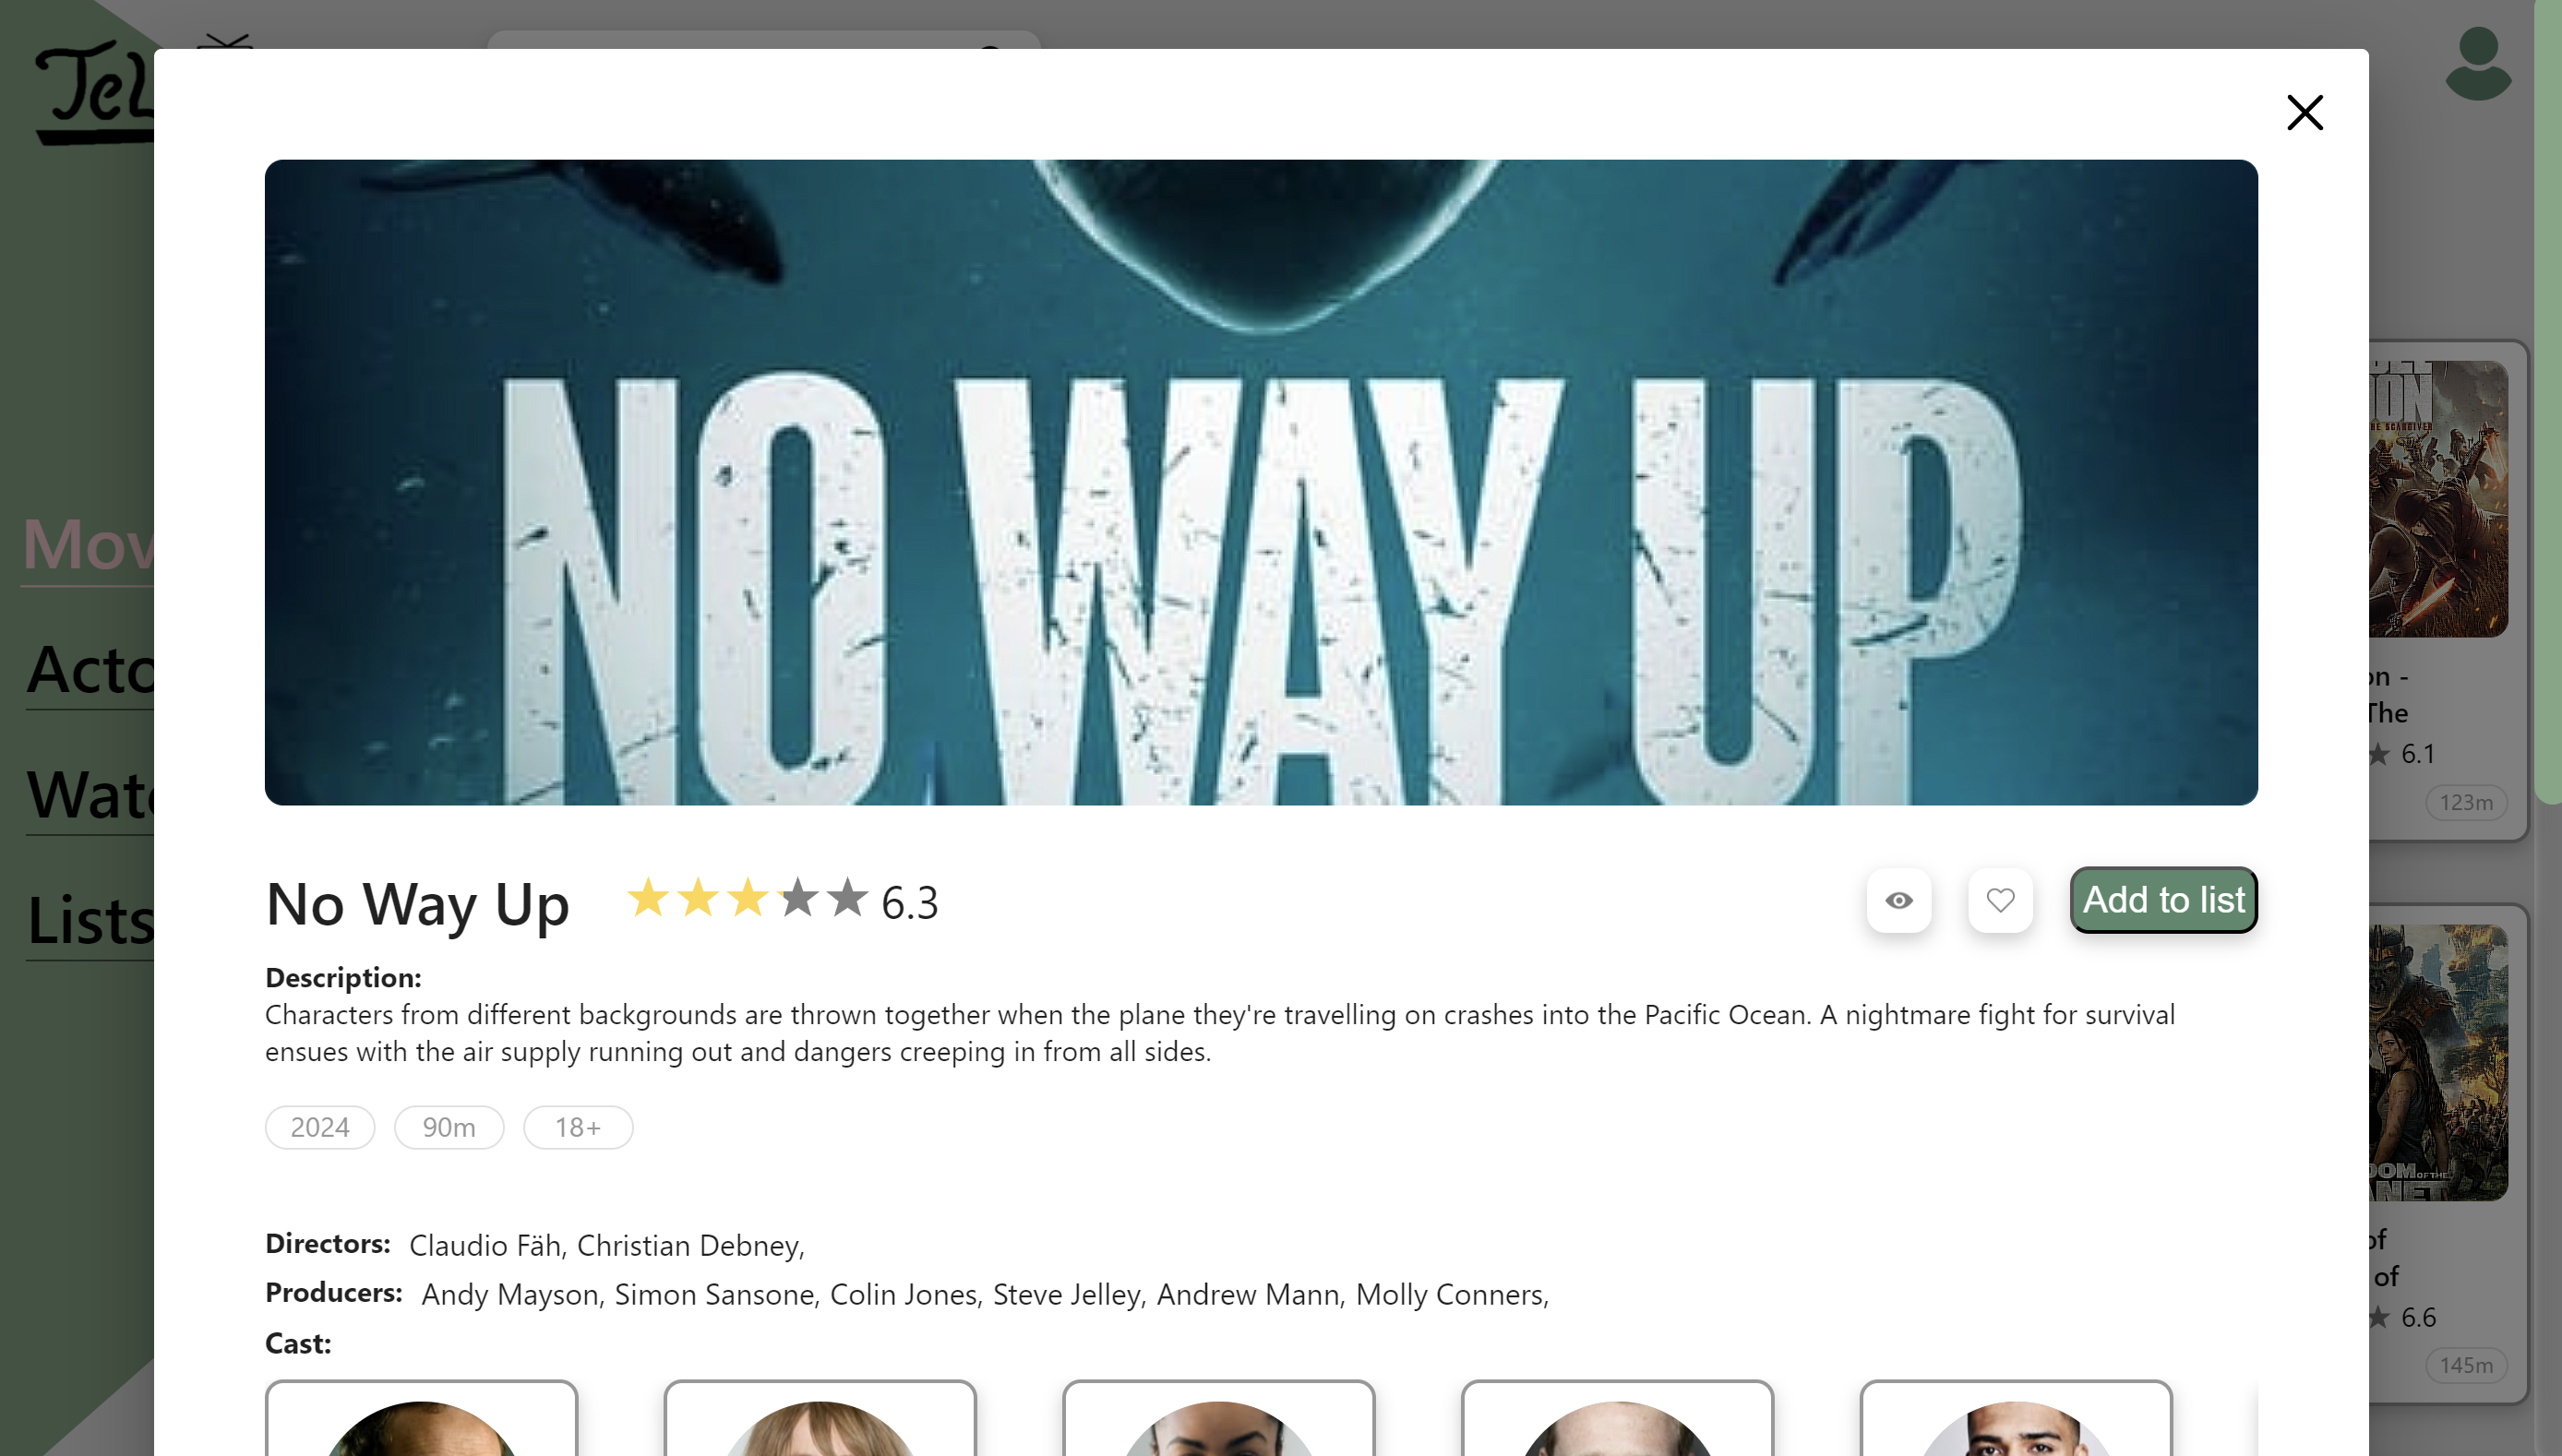 Tel
NO WAY UP
Mov
Acto
Wat
Lists
THE SCARGIVER
on -
The
6.1
123m
No Way Up
6.3
Add to list
Description:
Characters from different backgrounds are thrown together when the plane they're travelling on crashes into the Pacific Ocean. A nightmare fight for survival
ensues with the air supply running out and dangers creeping in from all sides.
2024
90m
18+
OF THE
of
of
6.6
145m
Directors: Claudio Fäh, Christian Debney,
Producers: Andy Mayson, Simon Sansone, Colin Jones, Steve Jelley, Andrew Mann, Molly Conners,
Cast: